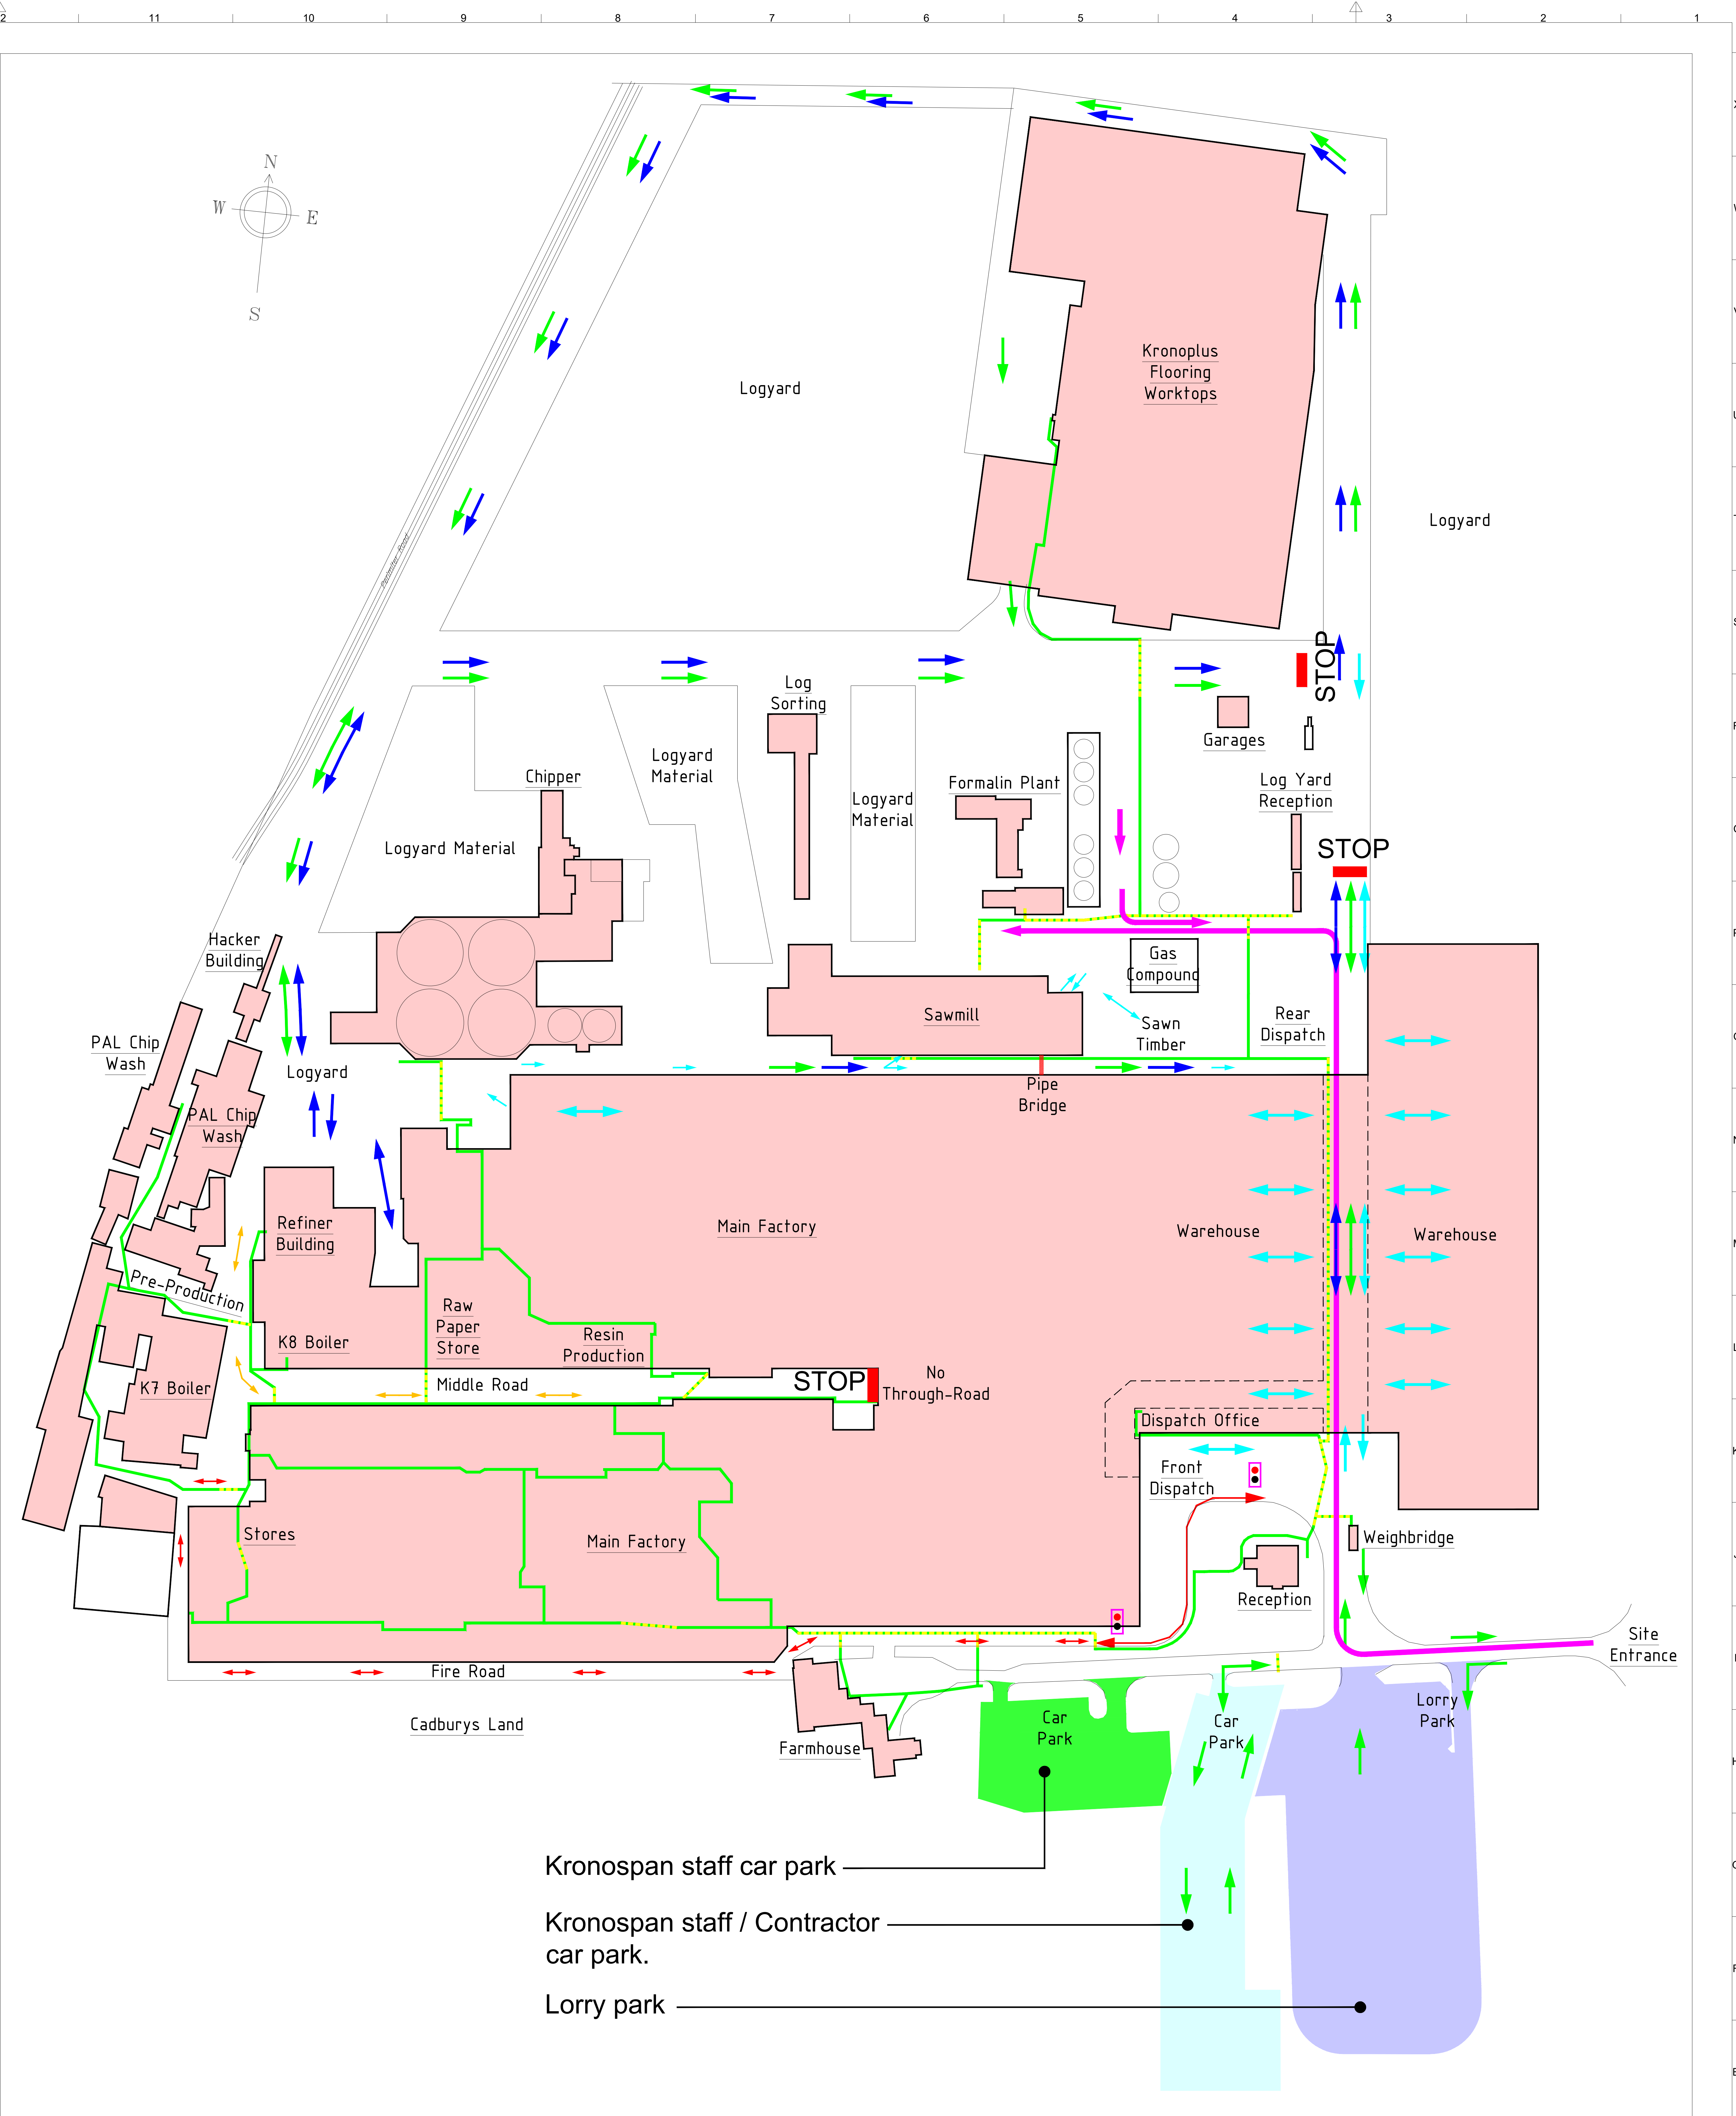 2
11
10
9
8
7
6
5
4
3
2
1
N
W
E
S
Kronoplus
Flooring
Worktops
Logyard
Logyard
Perimeter Road
STOP
Log
Sorting
Garages
Logyard
Material
Chipper
Formalin Plant
Log Yard
Reception
Logyard
Material
Logyard Material
STOP
Hacker
Building
Gas
Compound
Sawmill
Sawn
Timber
Rear
Dispatch
PAL Chip
Wash
Logyard
Pipe
Bridge
PAL Chip
Wash
Refiner
Building
Main Factory
Warehouse
Warehouse
Pre-Production
Raw
Paper
Store
K8 Boiler
Resin
Production
K7 Boiler
Middle Road
STOP
No
Through-Road
Dispatch Office
Front
Dispatch
Stores
Main Factory
Weighbridge
Reception
Site
Entrance
Fire Road
Cadburys Land
Farmhouse
Car
Park
Car
Park
Lorry
Park
Kronospan staff car park
Kronospan staff / Contractor
car park.
Lorry park